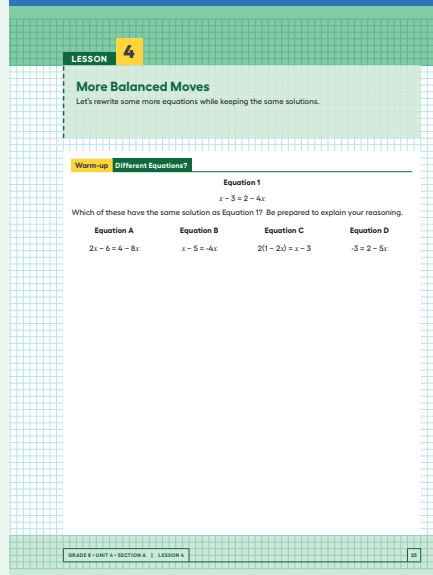 LESSON 4
More Balanced Moves
Let's rewrite some more equations while keeping the same solutions.
Warm-up Different Equations?
Equation 1
x − 3 = 2 − 4x
Which of these have the same solution as Equation 1? Be prepared to explain your reasoning.
Equation A Equation B Equation C Equation D
2x − 6 = 4 − 8x x − 5 = -4x 2(1 − 2x) = x − 3 -3 = 2 − 5x
GRADE 8 • UNIT 4 • SECTION A | LESSON 4 25